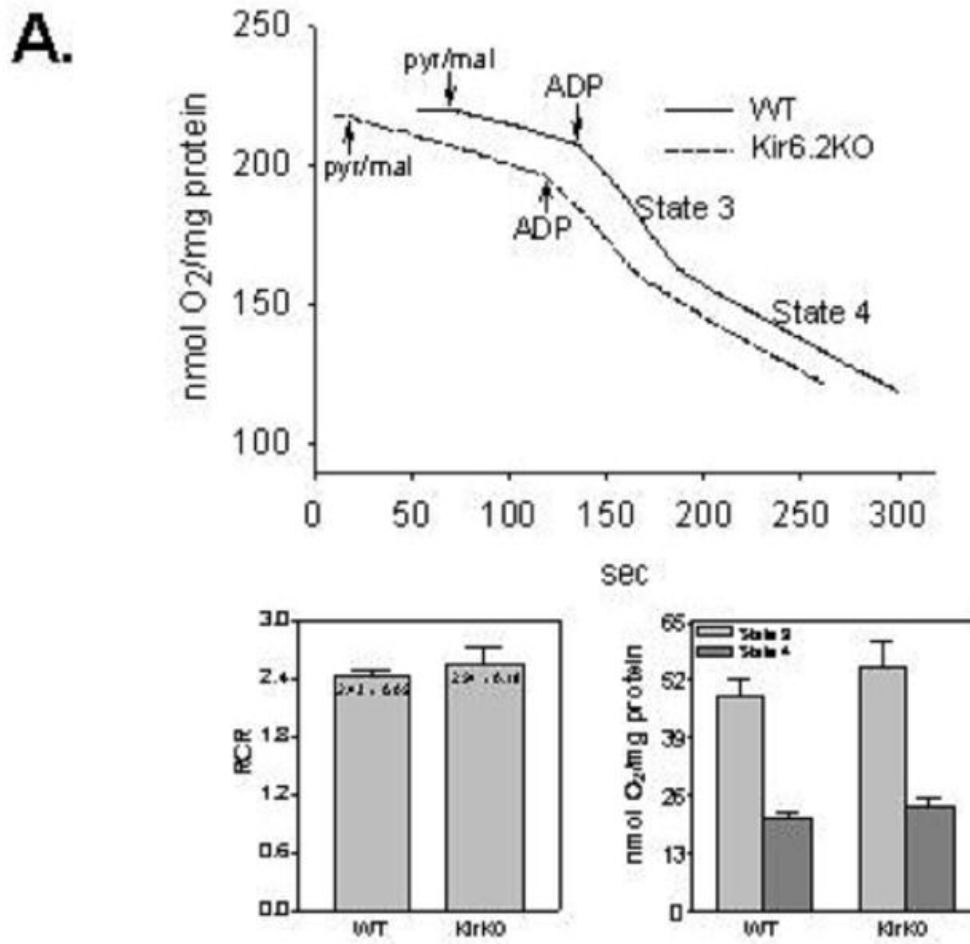 A.
250
200
150
100
nmol O2/mg protein
pyr/mal
ADP
WT
Kir6.2KO
pyr/mal
ADP
State 3
State 4
0 50 100 150 200 250 300
sec
3.0
2.4
1.8
1.2
0.6
0.0
RCR
WT KirKO
65
52
39
26
13
0
nmol O2/mg protein
State 3
State 4
WT KirKO